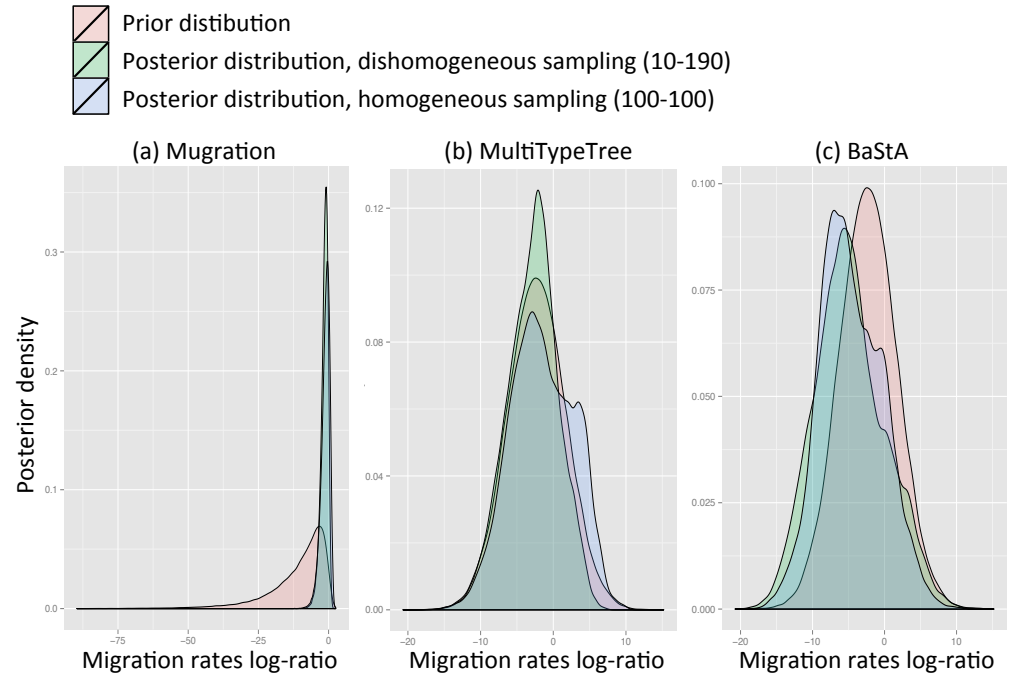 Prior distibution
Posterior distribution, dishomogeneous sampling (10-190)
Posterior distribution, homogeneous sampling (100-100)
(a) Mugration
(b) MultiTypeTree
(c) BaStA
Posterior density
0.3
0.2
0.1
0.0
-75
-50
-25
0
Migration rates log-ratio
0.12
0.08
0.04
0.00
-20
-10
0
10
Migration rates log-ratio
0.100
0.075
0.050
0.025
0.000
-20
-10
0
10
Migration rates log-ratio